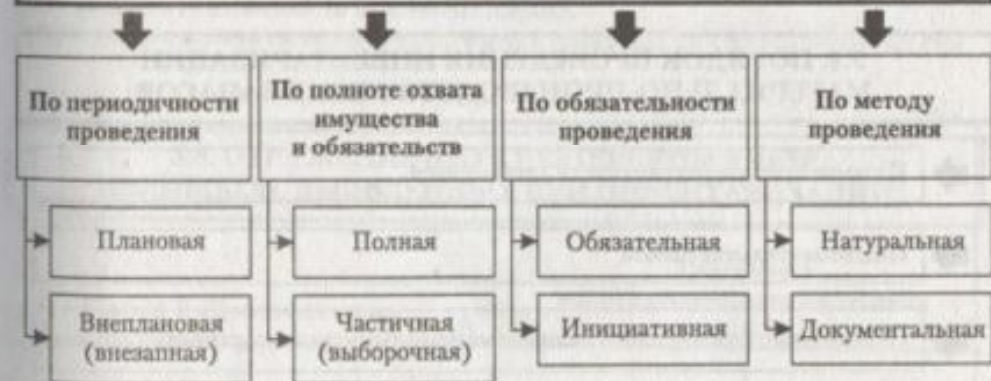 По периодичности
проведения
По полноте охвата
имущества
и обязательств
По обязательности
проведения
По методу
проведения
Плановая
Полная
Обязательная
Натуральная
Внеплановая
(внезапная)
Частичная
(выборочная)
Инициативная
Документальная